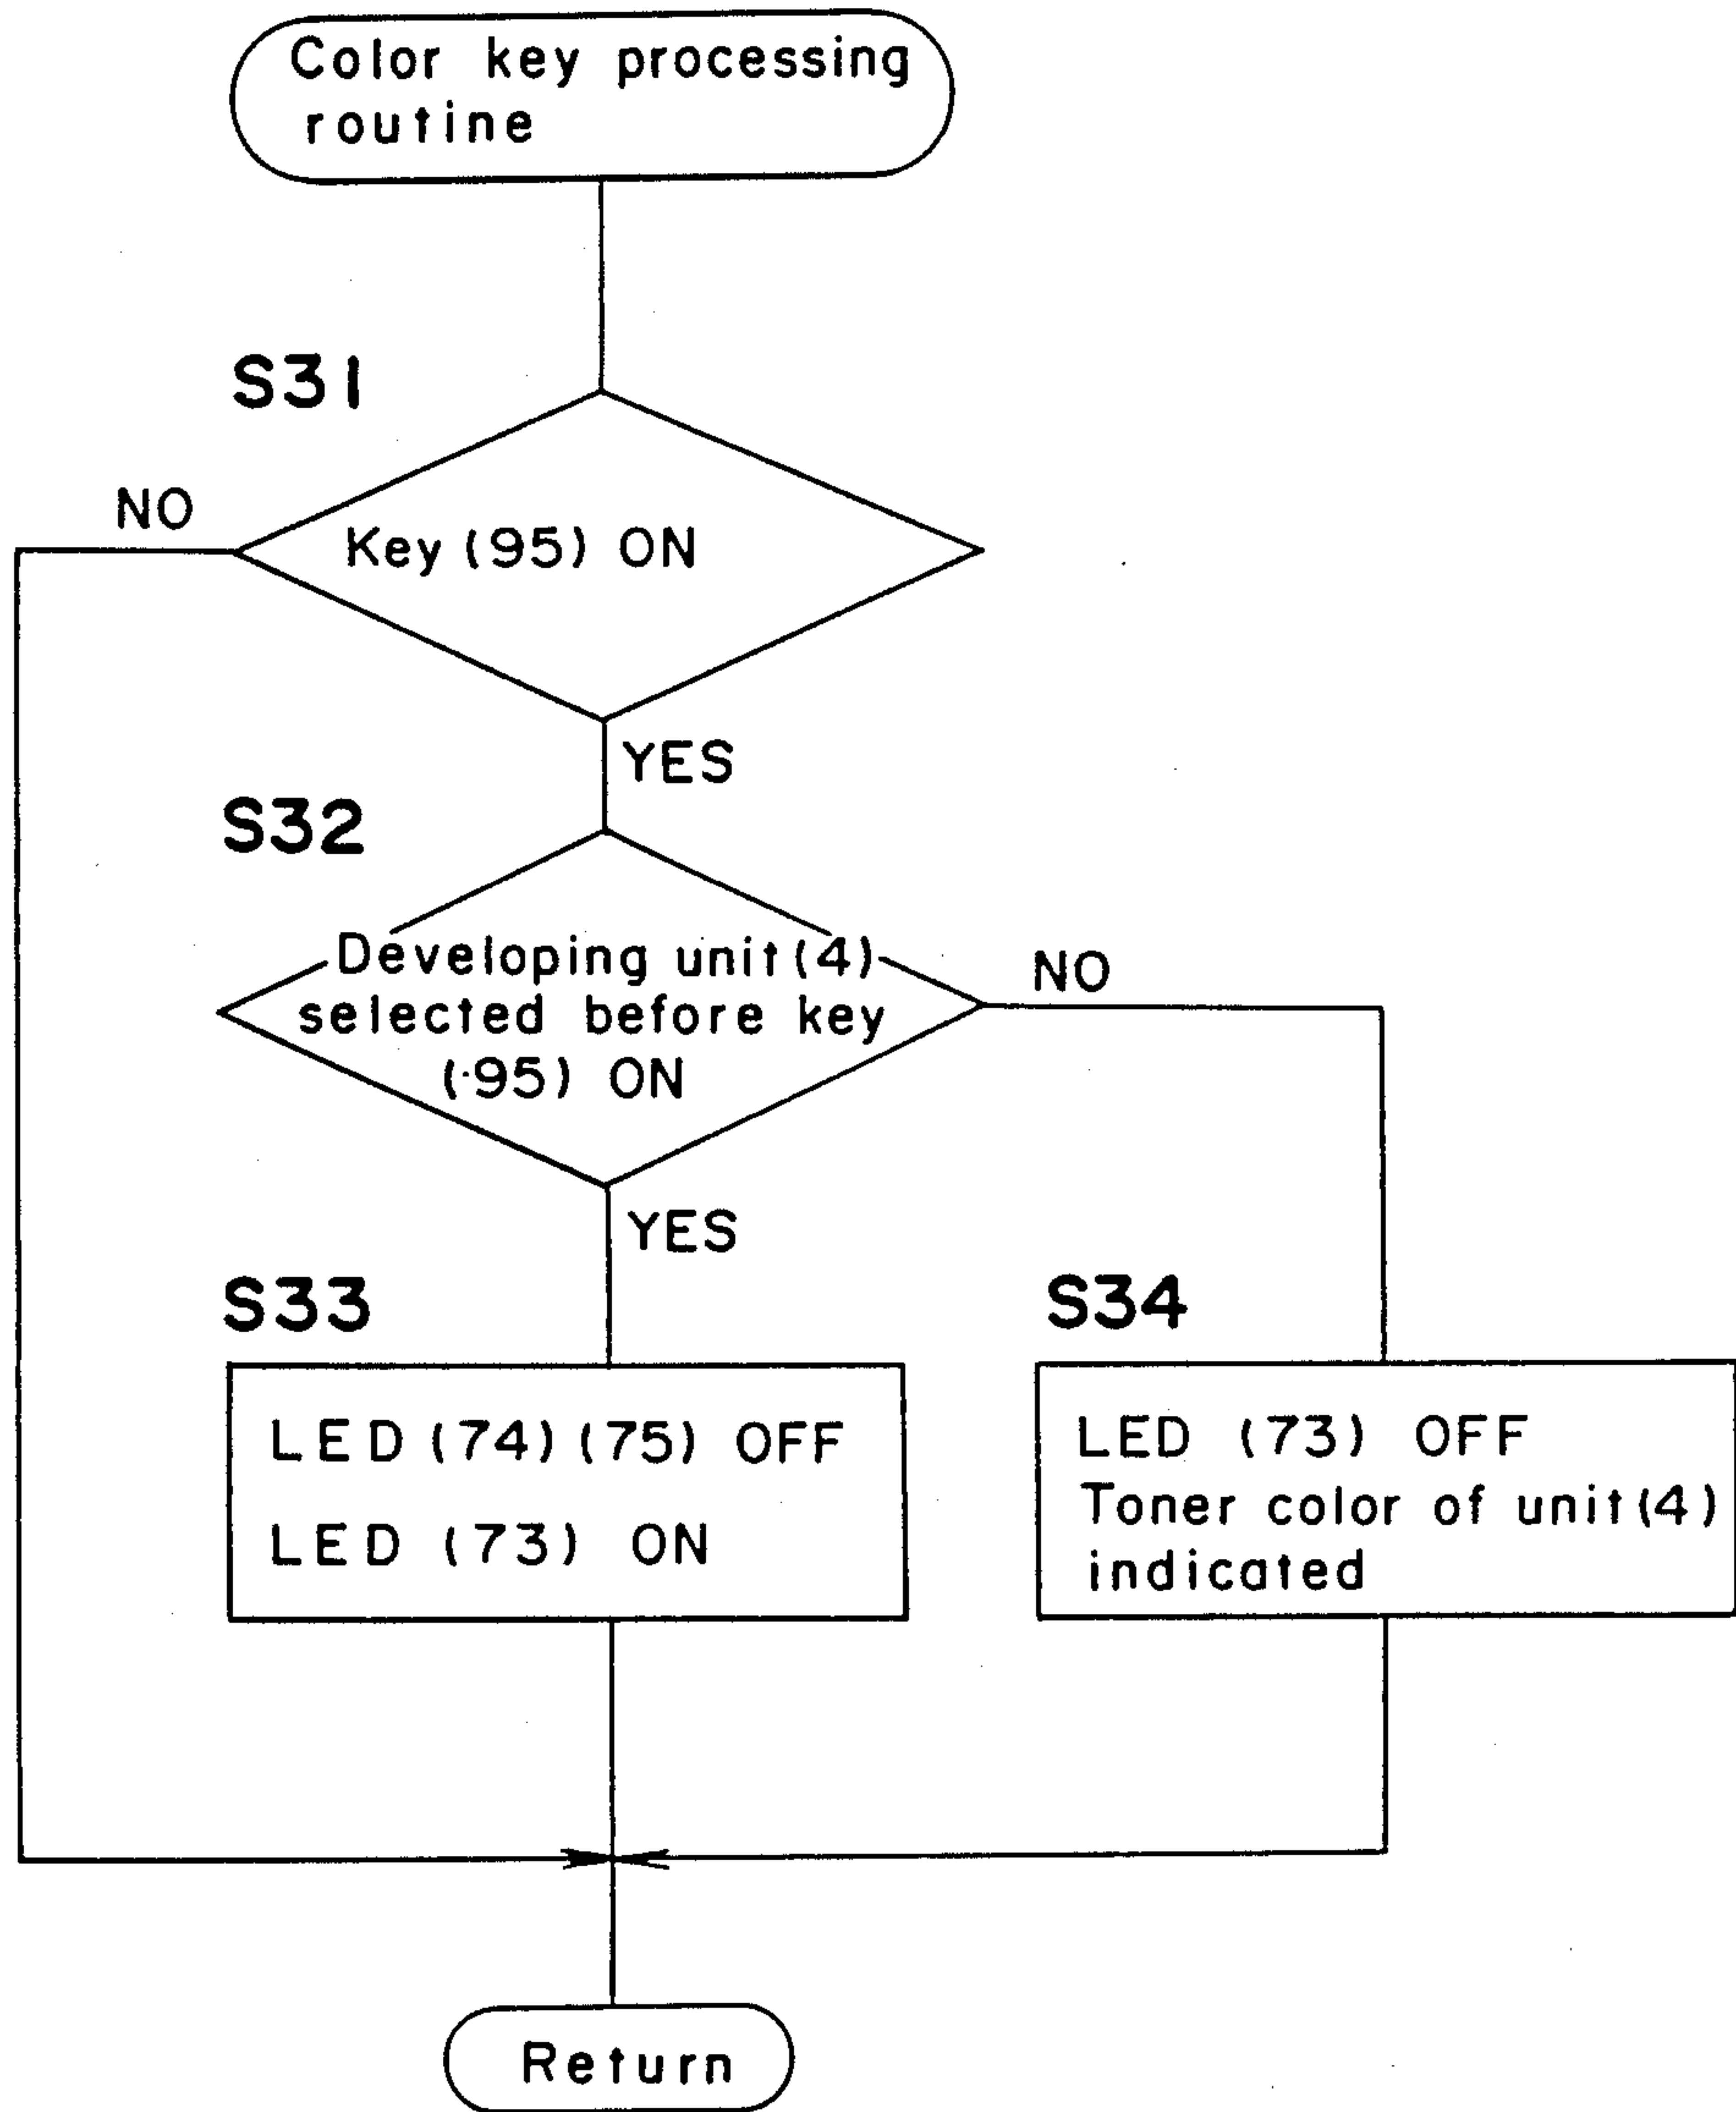 Color key processing
routine
S31
NO
Key (95) ON
YES
S32
Developing unit (4)
selected before key
(95) ON
NO
YES
S33
S34
LED (74) (75) OFF
LED (73) ON
LED (73) OFF
Toner color of unit (4)
indicated
Return